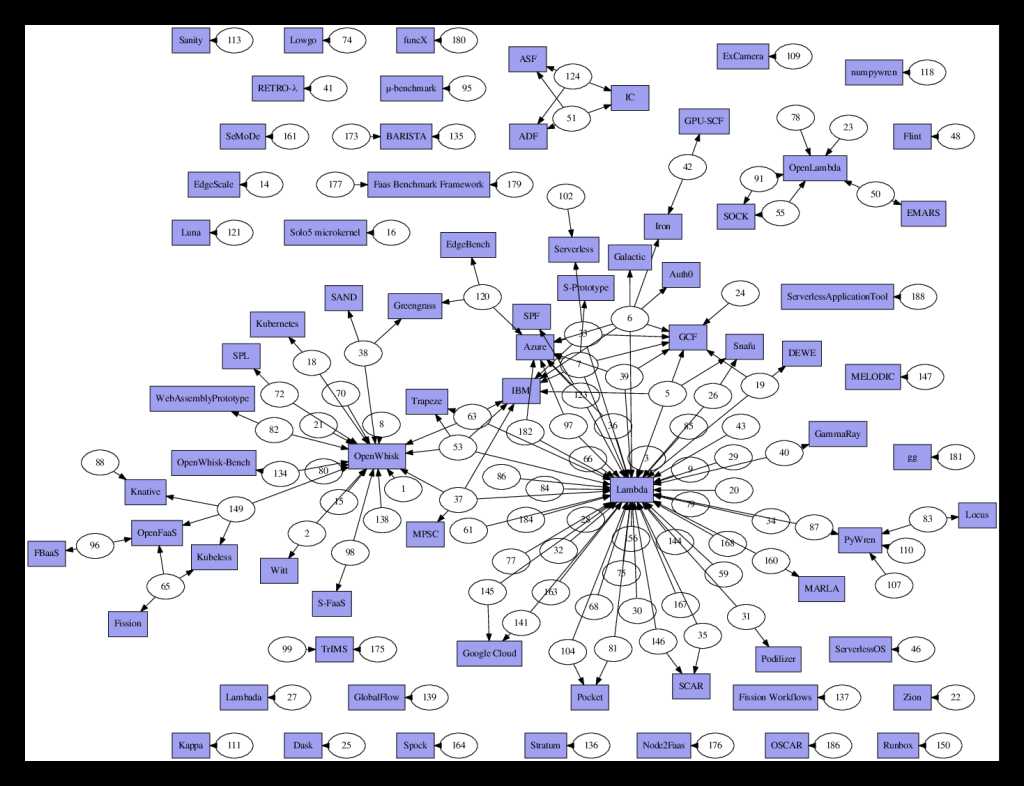 Sanity 113 Lowgo 74 funcX 180
ASF 124 ExCamera 109
numpywren 118
RETRO-λ 41 μ-benchmark 95 IC
78 23
SeMoDe 161 173 BARISTA 135 ADF 51 GPU-SCF Flint 48
42 OpenLambda
EdgeScale 14 177 Faas Benchmark Framework 179 91
102 50
SOCK 55 EMARS
Luna 121 Solo5 microkernel 16 Iron
EdgeBench Serverless Galactic
Auth0
S-Prototype
SAND Greengrass 120 24 ServerlessApplicationTool 188
Kubernetes SPF 6
33 GCF
SPL 18 38 Azure Snafu DEWE
7
39 MELODIC 147
72 70 IBM 123 5 26 19
WebAssemblyPrototype Trapeze
21 8 63
82 182 97 36 85 43 GammaRay
53
OpenWhisk 66 3 29 40 gg 181
88 OpenWhisk-Bench 134 80 9
86
Knative 1 84 Lambda 20
15 37
149 79 Locus
138 61 184 28 34 87 83
OpenFaaS 2 MPSC PyWren
FBaaS 96 98 32 156 144 168 110
Kubeless 77 160
65 Witt 75 59 107
145 163 MARLA
S-FaaS 68 30 167
Fission 141 31
146 35
99 TrIMS 175 Google Cloud 104 81 Podilizer ServerlessOS 46
SCAR
Lambada 27 GlobalFlow 139 Pocket Fission Workflows 137 Zion 22
Kappa 111 Dask 25 Spock 164 Stratum 136 Node2Faas 176 OSCAR 186 Runbox 150